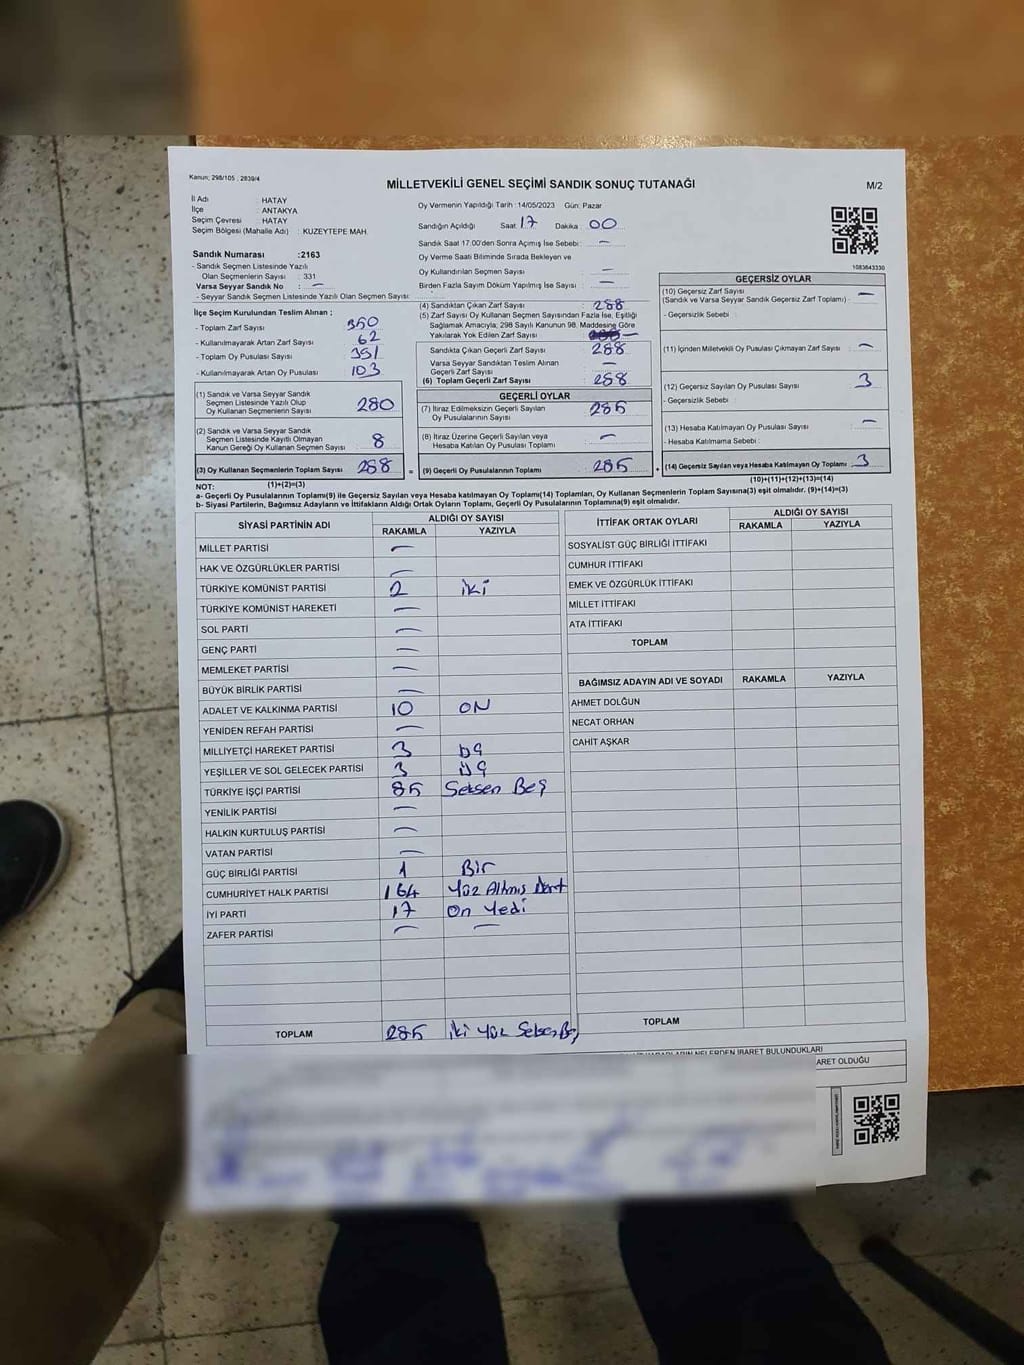 Kanun; 298/105 ; 2839/4
MİLLETVEKİLİ GENEL SEÇİMİ SANDIK SONUÇ TUTANAĞI
M/2
İl Adı : HATAY
İlçe : ANTAKYA
Seçim Çevresi : HATAY
Seçim Bölgesi (Mahalle Adı) : KUZEYTEPE MAH.
Sandık Numarası :2163
- Sandık Seçmen Listesinde Yazılı
Olan Seçmenlerin Sayısı : 331
Varsa Seyyar Sandık No : —
- Seyyar Sandık Seçmen Listesinde Yazılı Olan Seçmen Sayısı:
İlçe Seçim Kurulundan Teslim Alınan ;
- Toplam Zarf Sayısı 350
- Kullanılmayarak Artan Zarf Sayısı 62
- Toplam Oy Pusulası Sayısı 391
- Kullanılmayarak Artan Oy Pusulası 103
(1) Sandık ve Varsa Seyyar Sandık
Seçmen Listesinde Yazılı Olup
Oy Kullanan Seçmenlerin Sayısı 280
(2) Sandık ve Varsa Seyyar Sandık
Seçmen Listesinde Kayıtlı Olmayan
Kanun Gereği Oy Kullanan Seçmen Sayısı 8
(3) Oy Kullanan Seçmenlerin Toplam Sayısı 288 =
Oy Vermenin Yapıldığı Tarih : 14/05/2023 Gün: Pazar
Sandığın Açıldığı Saat 17 Dakika 00
Sandık Saat 17.00'den Sonra Açılmış İse Sebebi : —
Oy Verme Saati Bitiminde Sırada Bekleyen ve
Oy Kullandırılan Seçmen Sayısı —
Birden Fazla Sayım Döküm Yapılmış İse Sayısı : —
(4) Sandıktan Çıkan Zarf Sayısı : 288
(5) Zarf Sayısı Oy Kullanan Seçmen Sayısından Fazla İse, Eşitliği
Sağlamak Amacıyla; 298 Sayılı Kanunun 98. Maddesine Göre
Yakılarak Yok Edilen Zarf Sayısı : —
Sandıkta Çıkan Geçerli Zarf Sayısı 288
Varsa Seyyar Sandıktan Teslim Alınan
Geçerli Zarf Sayısı —
(6) Toplam Geçerli Zarf Sayısı 288
GEÇERLİ OYLAR
(7) İtiraz Edilmeksizin Geçerli Sayılan
Oy Pusulalarının Sayısı 285
(8) İtiraz Üzerine Geçerli Sayılan veya
Hesaba Katılan Oy Pusulası Toplamı —
(9) Geçerli Oy Pusulalarının Toplamı 285 +
1083643330
GEÇERSİZ OYLAR
(10) Geçersiz Zarf Sayısı
(Sandık ve Varsa Seyyar Sandık Geçersiz Zarf Toplamı) : —
- Geçersizlik Sebebi :
(11) İçinden Milletvekili Oy Pusulası Çıkmayan Zarf Sayısı : —
(12) Geçersiz Sayılan Oy Pusulası Sayısı : 3
- Geçersizlik Sebebi :
(13) Hesaba Katılmayan Oy Pusulası Sayısı : —
- Hesaba Katılmama Sebebi :
(14) Geçersiz Sayılan veya Hesaba Katılmayan Oy Toplamı : 3
(10)+(11)+(12)+(13)=(14)
NOT: (1)+(2)=(3)
a- Geçerli Oy Pusulalarının Toplamı(9) ile Geçersiz Sayılan veya Hesaba katılmayan Oy Toplamı(14) Toplamları, Oy Kullanan Seçmenlerin Toplam Sayısına(3) eşit olmalıdır. (9)+(14)=(3)
b- Siyasi Partilerin, Bağımsız Adayların ve İttifakların Aldığı Ortak Oyların Toplamı, Geçerli Oy Pusulalarının Toplamına(9) eşit olmalıdır.
SİYASİ PARTİNİN ADI ALDIĞI OY SAYISI
RAKAMLA YAZIYLA
MİLLET PARTİSİ —
HAK VE ÖZGÜRLÜKLER PARTİSİ —
TÜRKİYE KOMÜNİST PARTİSİ 2 iki
TÜRKİYE KOMÜNİST HAREKETİ —
SOL PARTİ —
GENÇ PARTİ —
MEMLEKET PARTİSİ —
BÜYÜK BİRLİK PARTİSİ —
ADALET VE KALKINMA PARTİSİ 10 ON
YENİDEN REFAH PARTİSİ —
MİLLİYETÇİ HAREKET PARTİSİ 3 üç
YEŞİLLER VE SOL GELECEK PARTİSİ 3 üç
TÜRKİYE İŞÇİ PARTİSİ 85 Seksen Beş
YENİLİK PARTİSİ —
HALKIN KURTULUŞ PARTİSİ —
VATAN PARTİSİ —
GÜÇ BİRLİĞİ PARTİSİ 1 Bir
CUMHURİYET HALK PARTİSİ 164 Yüz Altmış Dört
İYİ PARTİ 17 On Yedi
ZAFER PARTİSİ — —
TOPLAM 285 İki Yüz Seksen Beş
İTTİFAK ORTAK OYLARI ALDIĞI OY SAYISI
RAKAMLA YAZIYLA
SOSYALİST GÜÇ BİRLİĞİ İTTİFAKI
CUMHUR İTTİFAKI
EMEK VE ÖZGÜRLÜK İTTİFAKI
MİLLET İTTİFAKI
ATA İTTİFAKI
TOPLAM
BAĞIMSIZ ADAYIN ADI VE SOYADI RAKAMLA YAZIYLA
AHMET DOLĞUN
NECAT ORHAN
CAHİT AŞKAR
TOPLAM
NELERDEN İBARET BULUNDUKLARI
ARET OLDUĞU